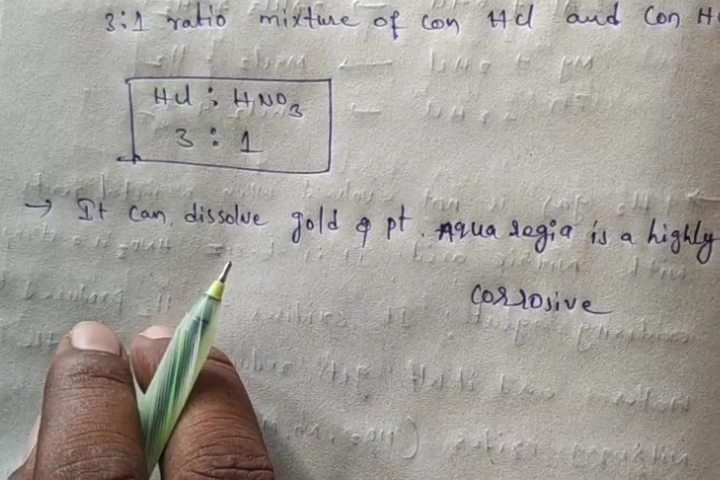 3:1 ratio mixture of con HCl and Con H
HCl : HNO3
3 : 1
→ It can dissolve gold & pt. Aqua regia is a highly
corrosive